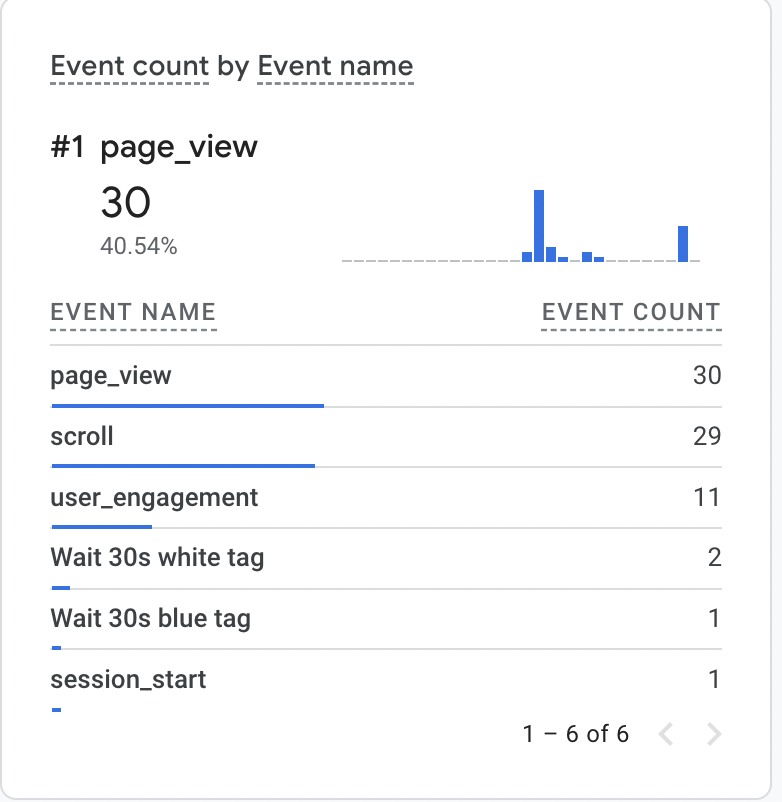 Event count by Event name
#1 page_view
30
40.54%
EVENT NAME EVENT COUNT
page_view 30
scroll 29
user_engagement 11
Wait 30s white tag 2
Wait 30s blue tag 1
session_start 1
1 – 6 of 6